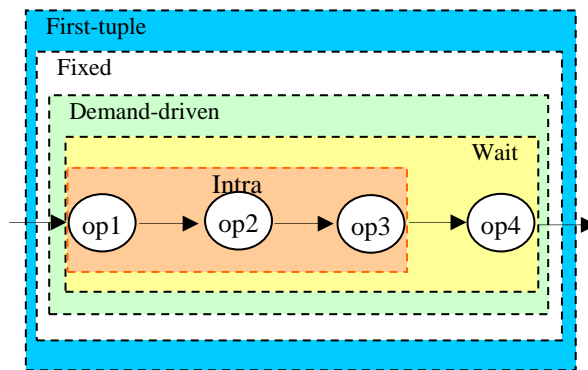 First-tuple
Fixed
Demand-driven
Wait
Intra
op1 op2 op3 op4